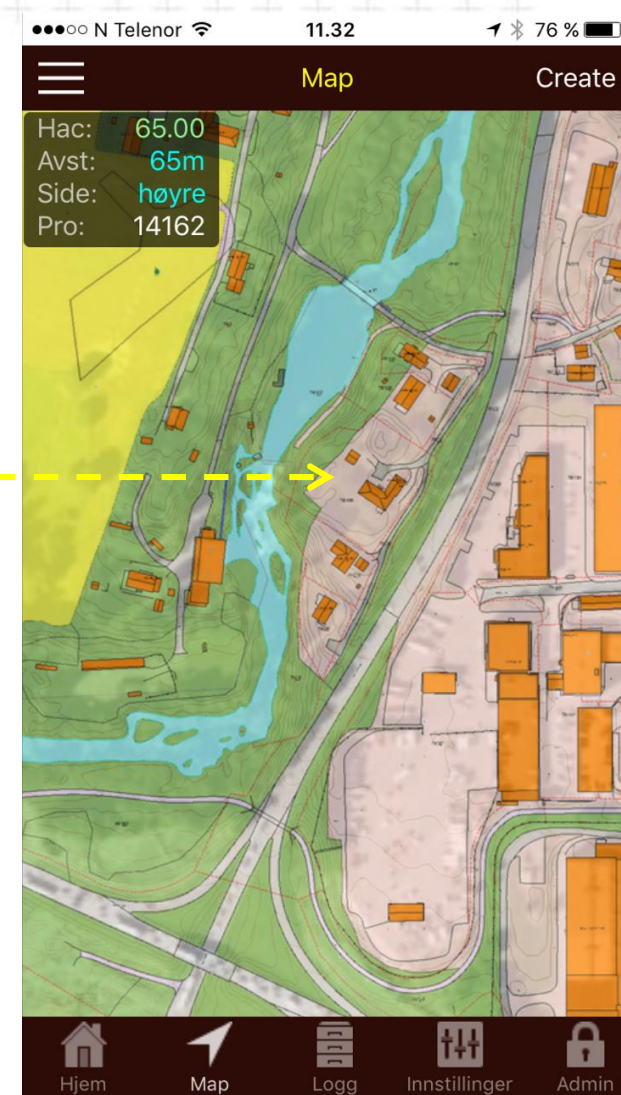 N Telenor 11.32 76 %
Map Create
Hac: 65.00
Avst: 65m
Side: høyre
Pro: 14162
Hjem Map Logg Innstillinger Admin